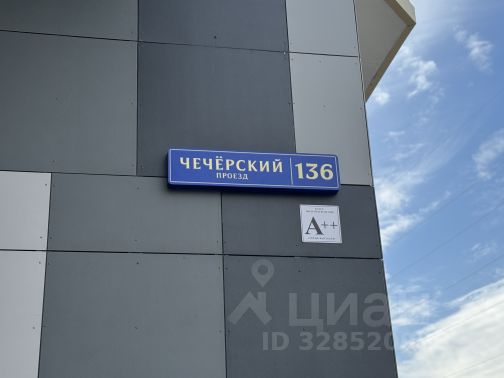 ЧЕЧЁРСКИЙ
ПРОЕЗД
136
A++
циан
ID 32852